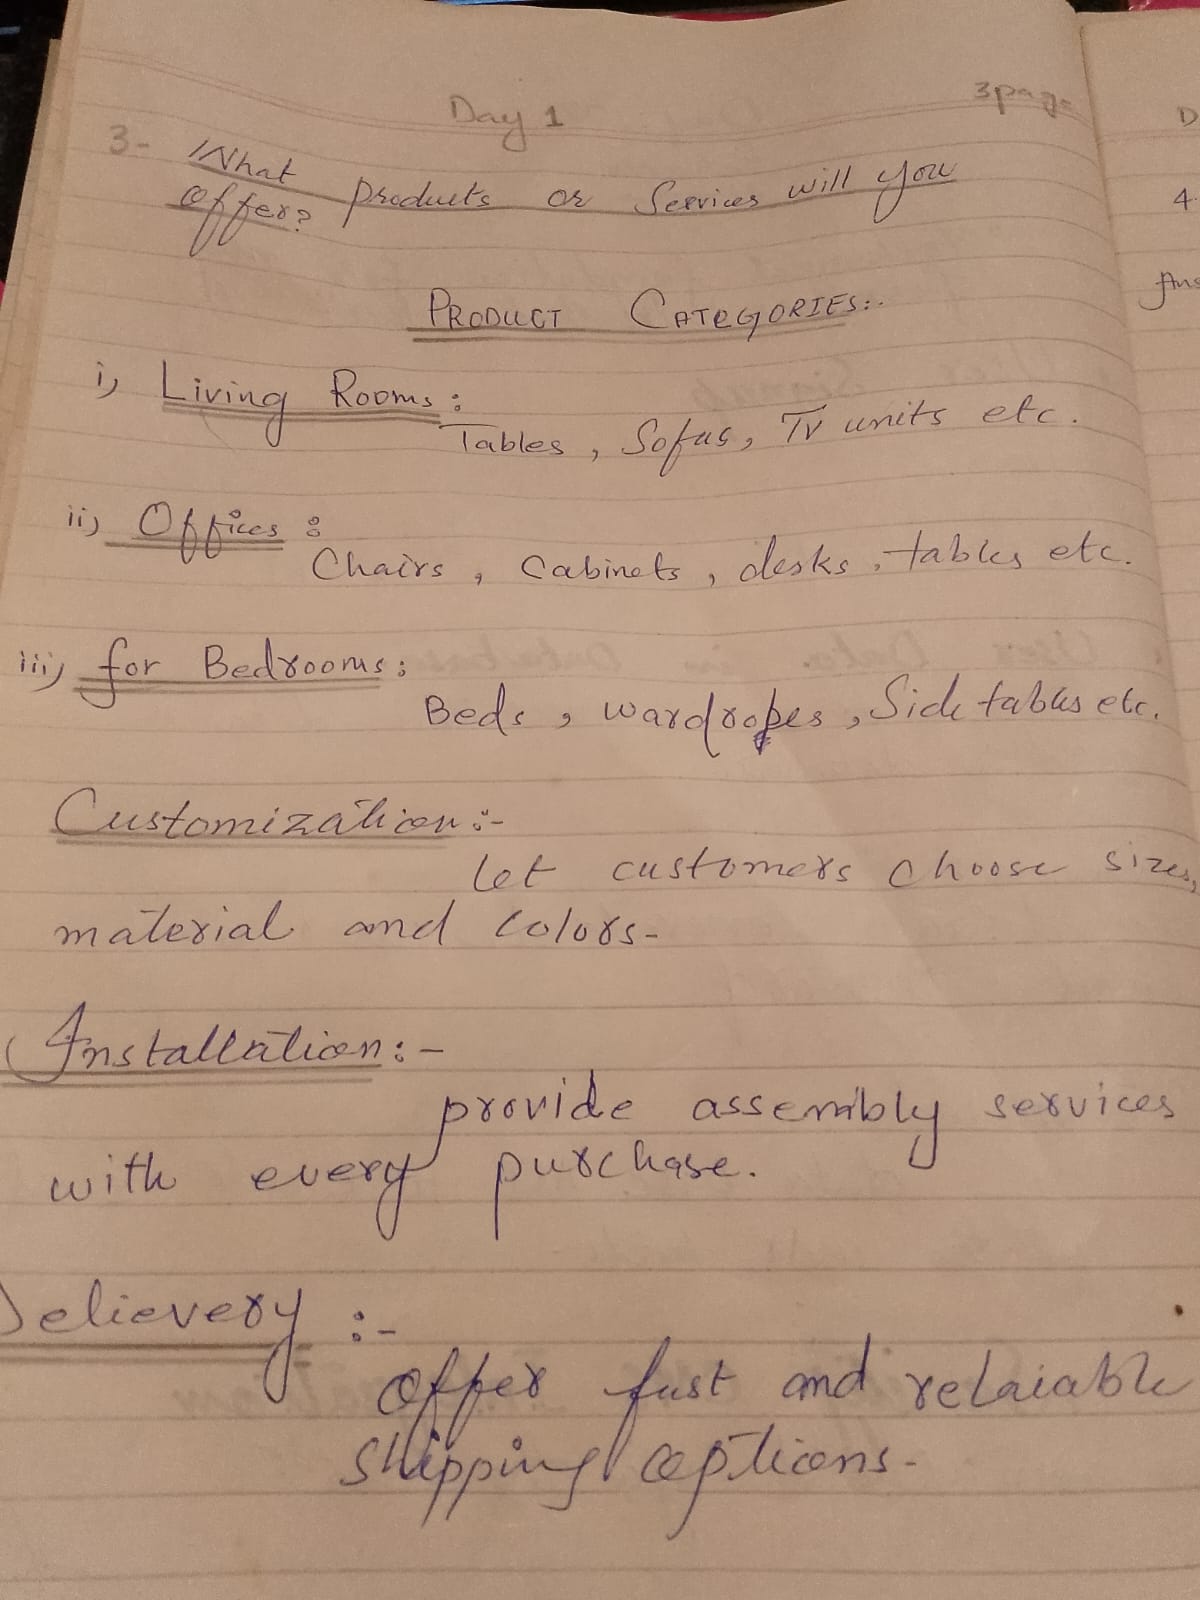 Day 1
3page
3- What products or Services will you
offer?
PRODUCT CATEGORIES:.
i) Living Rooms :
Tables , Sofas, TV units etc.
ii) Offices :
Chairs , Cabinets , desks , tables etc.
iii) for Bedrooms :
Beds , wardropes , Side tables etc.
Customization :-
let customers choose sizes,
material and colors-
Installation : -
provide assembly services
with every purchase.
Delievery :-
offer fast and relaiable
shipping options-
D
4.
Ans